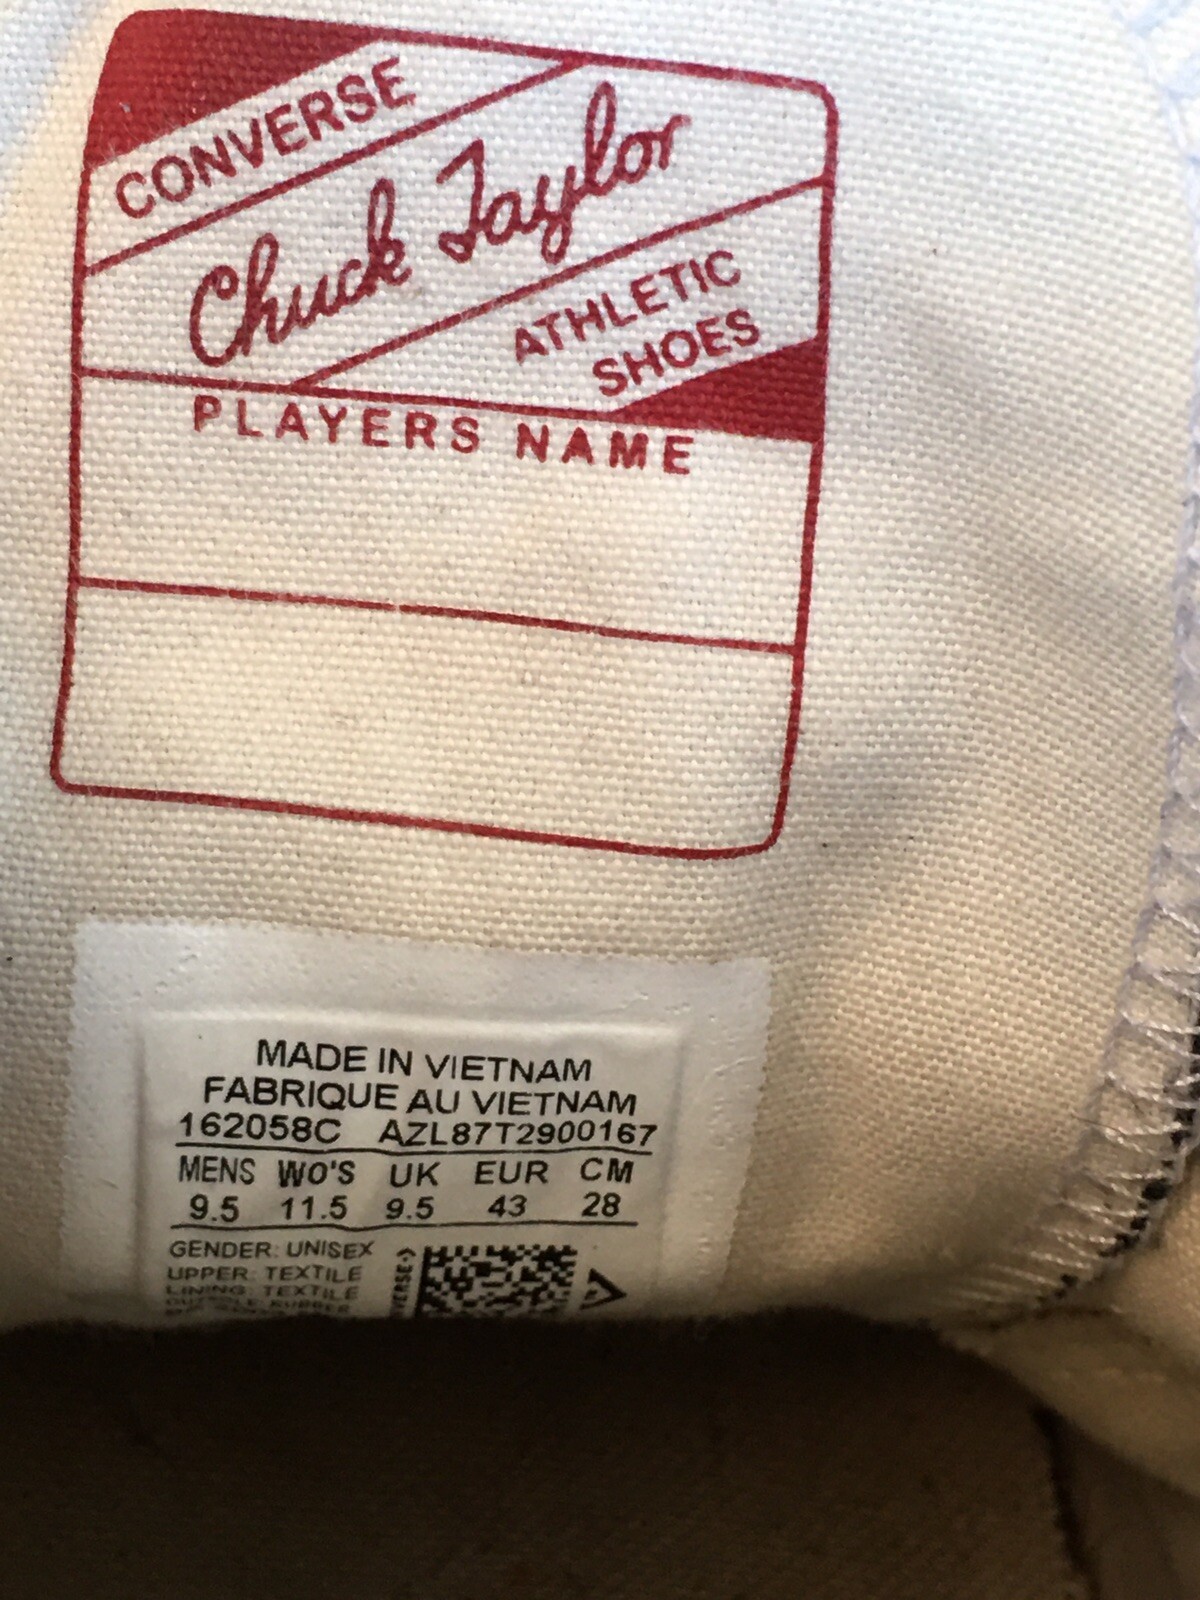 CONVERSE
Chuck Taylor
ATHLETIC
SHOES
PLAYERS NAME
MADE IN VIETNAM
FABRIQUE AU VIETNAM
162058C AZL87T2900167
MENS WO'S UK EUR CM
9.5 11.5 9.5 43 28
GENDER: UNISEX
UPPER: TEXTILE
LINING: TEXTILE
RUBBER